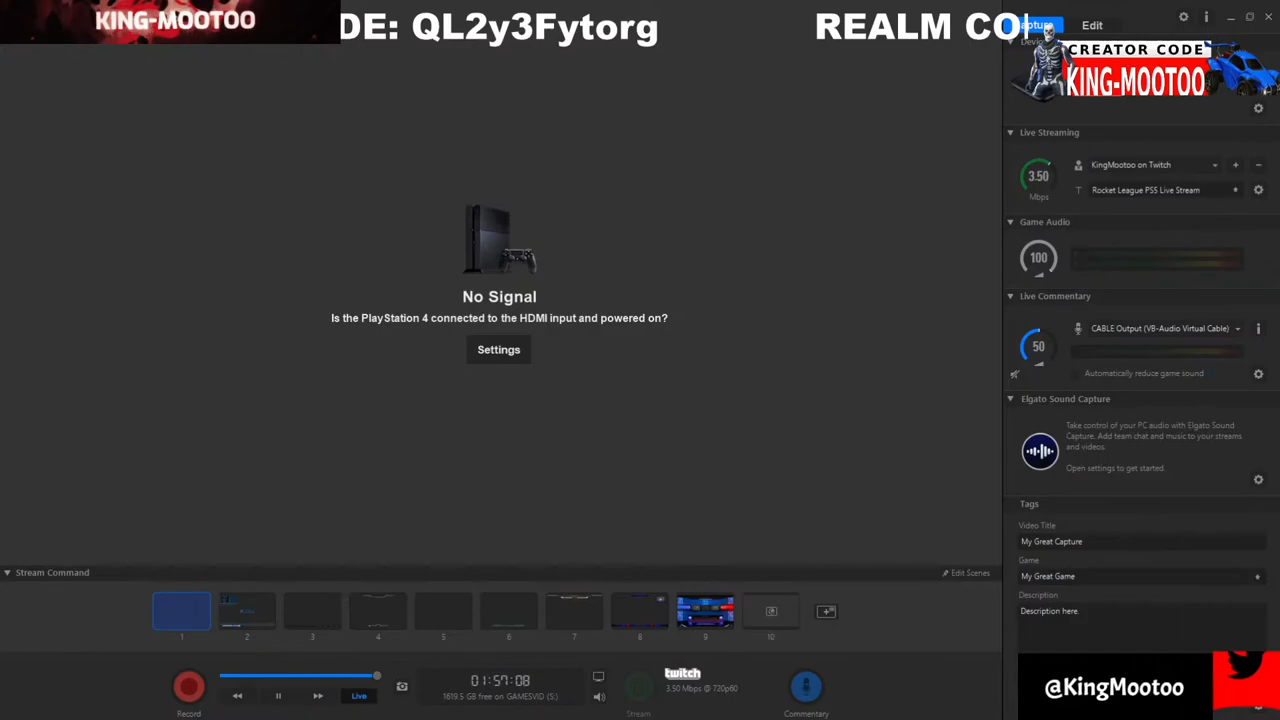 KING-MOOTOO
DE: QL2y3Fytorg
REALM CO
Capture
Edit
CREATOR CODE
KING-MOOTOO
Live Streaming
3.50
Mbps
KingMootoo on Twitch
Rocket League PS5 Live Stream
Game Audio
100
No Signal
Is the PlayStation 4 connected to the HDMI input and powered on?
Settings
Live Commentary
50
CABLE Output (VB-Audio Virtual Cable)
Automatically reduce game sound
Elgato Sound Capture
Take control of your PC audio with Elgato Sound
Capture. Add team chat and music to your streams
and videos.
Open settings to get started.
Tags
Video Title
My Great Capture
Game
My Great Game
Description
Description here.
Stream Command
Edit Scenes
1
2
3
4
5
6
7
8
9
10
Record
Live
01:57:08
1619.5 GB free on GAMESVID (S:)
Stream
twitch
3.50 Mbps @ 720p60
Commentary
@KingMootoo